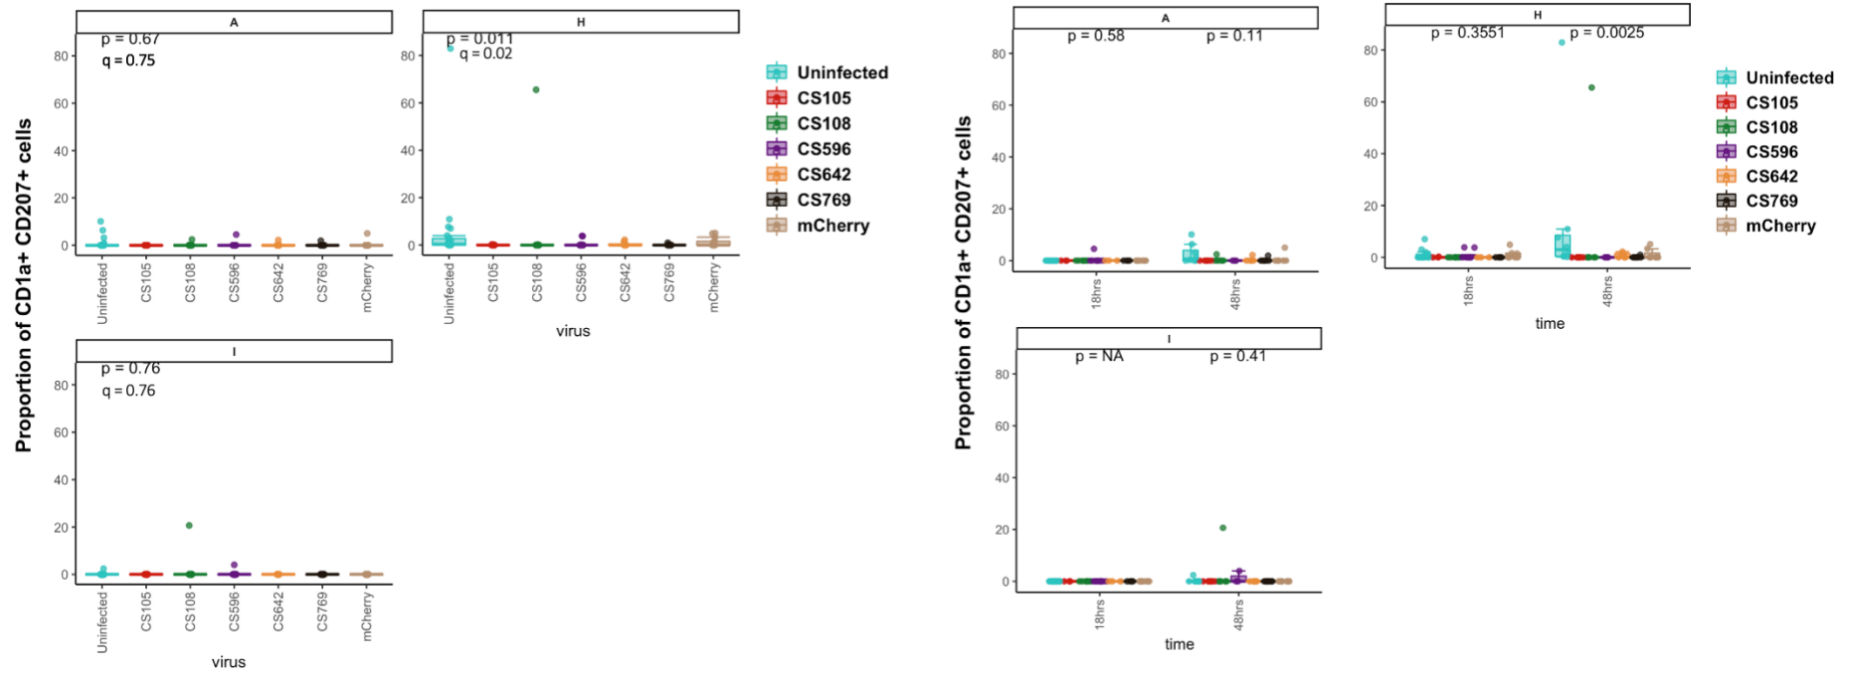 A
p = 0.67
q = 0.75
80
60
40
20
0
Uninfected
CS105
CS108
CS596
CS642
CS769
mCherry
H
p = 0.011
q = 0.02
80
60
40
20
0
Uninfected
CS105
CS108
CS596
CS642
CS769
mCherry
virus
I
p = 0.76
q = 0.76
80
60
40
20
0
Uninfected
CS105
CS108
CS596
CS642
CS769
mCherry
virus
Proportion of CD1a+ CD207+ cells
Uninfected
CS105
CS108
CS596
CS642
CS769
mCherry
A
p = 0.58
p = 0.11
80
60
40
20
0
18hrs
48hrs
H
p = 0.3551
p = 0.0025
80
60
40
20
0
18hrs
48hrs
time
I
p = NA
p = 0.41
80
60
40
20
0
18hrs
48hrs
time
Proportion of CD1a+ CD207+ cells
Uninfected
CS105
CS108
CS596
CS642
CS769
mCherry